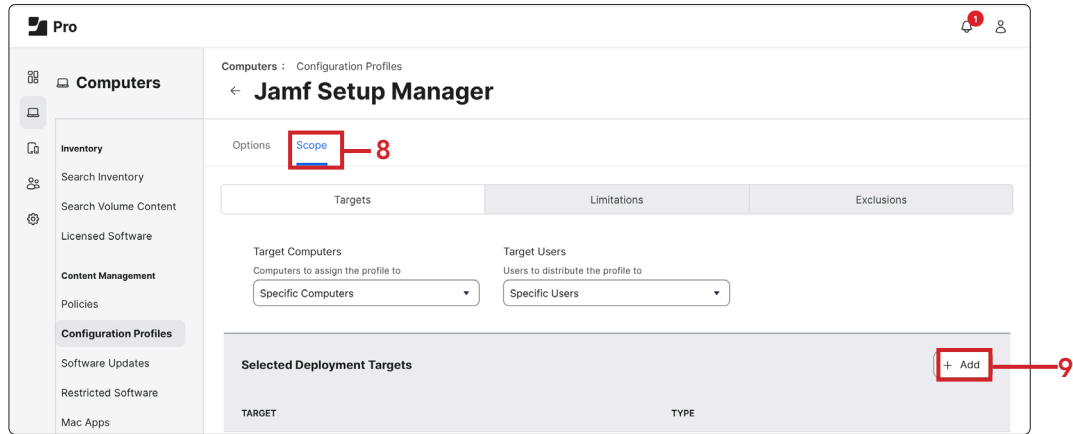 Pro
1
Computers
Computers : Configuration Profiles
← Jamf Setup Manager
Inventory
Search Inventory
Search Volume Content
Licensed Software
Content Management
Policies
Configuration Profiles
Software Updates
Restricted Software
Mac Apps
Options Scope 8
Targets Limitations Exclusions
Target Computers
Computers to assign the profile to
Specific Computers
Target Users
Users to distribute the profile to
Specific Users
Selected Deployment Targets
+ Add 9
TARGET TYPE